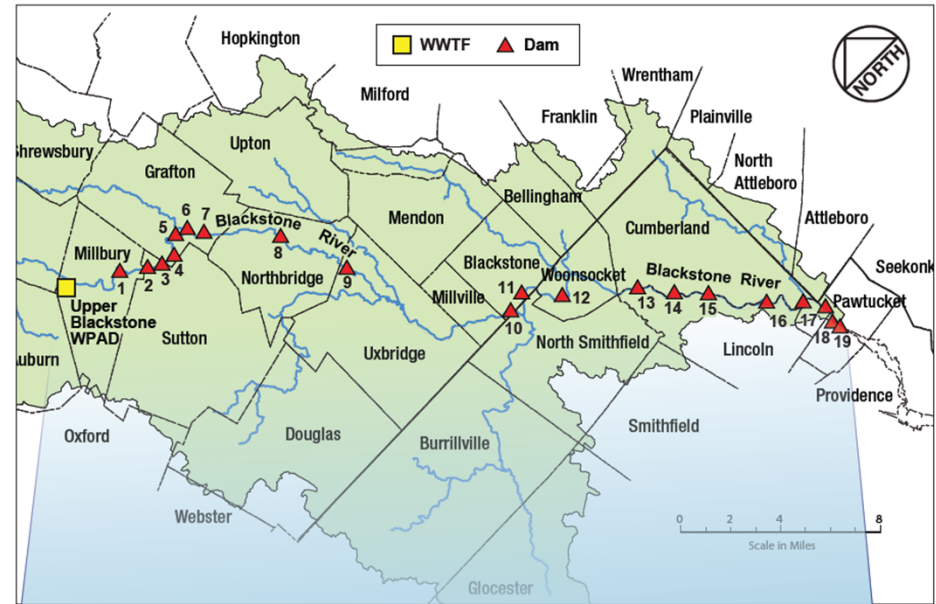 WWTF
Dam
NORTH
Hopkington
Milford
Wrentham
Franklin
Plainville
Upton
Shrewsbury
Grafton
North
Attleboro
Bellingham
Attleboro
Mendon
Cumberland
5
6
7
Blackstone
River
Millbury
8
Seekonk
Blackstone
Woonsocket
Blackstone River
1
2
3
4
Northbridge
9
Millville
11
12
13
14
15
16
17
Pawtucket
Upper
Blackstone
WPAD
10
18
19
Sutton
North Smithfield
Lincoln
Auburn
Uxbridge
Providence
Oxford
Douglas
Burrillville
Smithfield
Webster
0 2 4 8
Scale in Miles
Glocester